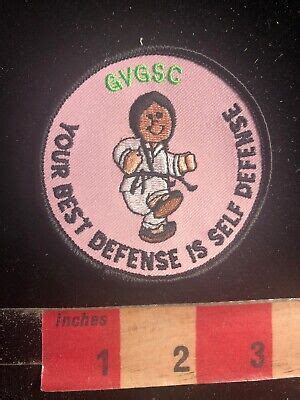 GVGSC
YOUR BEST DEFENSE IS SELF DEFENSE
inches
1 2 3